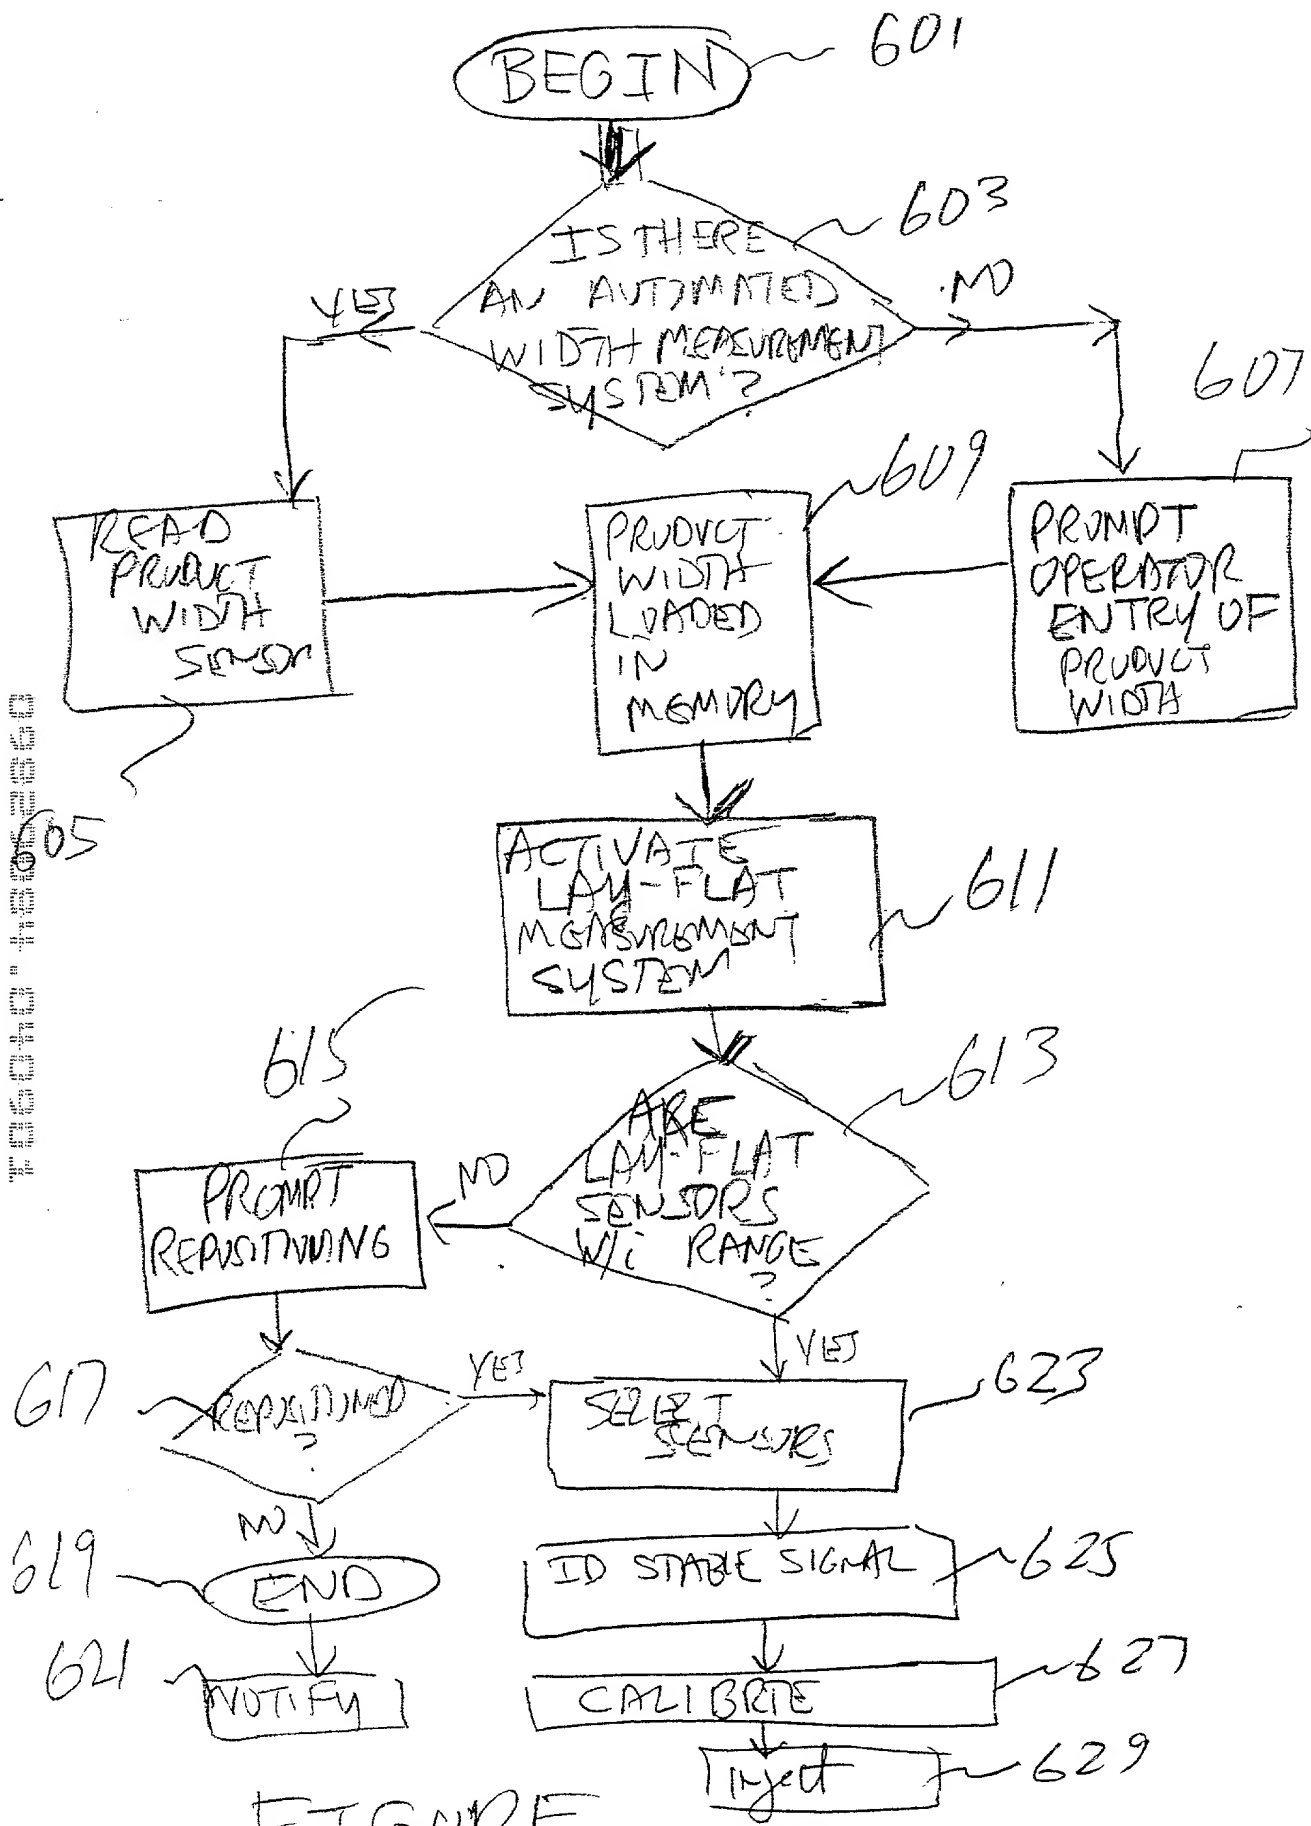 BEGIN
601
603
IS THERE
AN AUTOMATED
WIDTH MEASUREMENT
SYSTEM?
YES
NO
607
609
READ
PRODUCT
WIDTH
SENSOR
PRODUCT
WIDTH
LOADED
IN
MEMORY
PROMPT
OPERATOR
ENTRY OF
PRODUCT
WIDTH
605
ACTIVATE
LAY-FLAT
MEASUREMENT
SYSTEM
611
615
613
ARE
LAY-FLAT
SENSORS
W/i RANGE
?
NO
PROMPT
REPOSITIONING
YES
617
REPOSITIONED
?
YES
SELECT
SENSORS
623
NO
619
END
ID STABLE SIGNAL
625
621
NOTIFY
CALIBRTE
627
inject
629
FIGURE